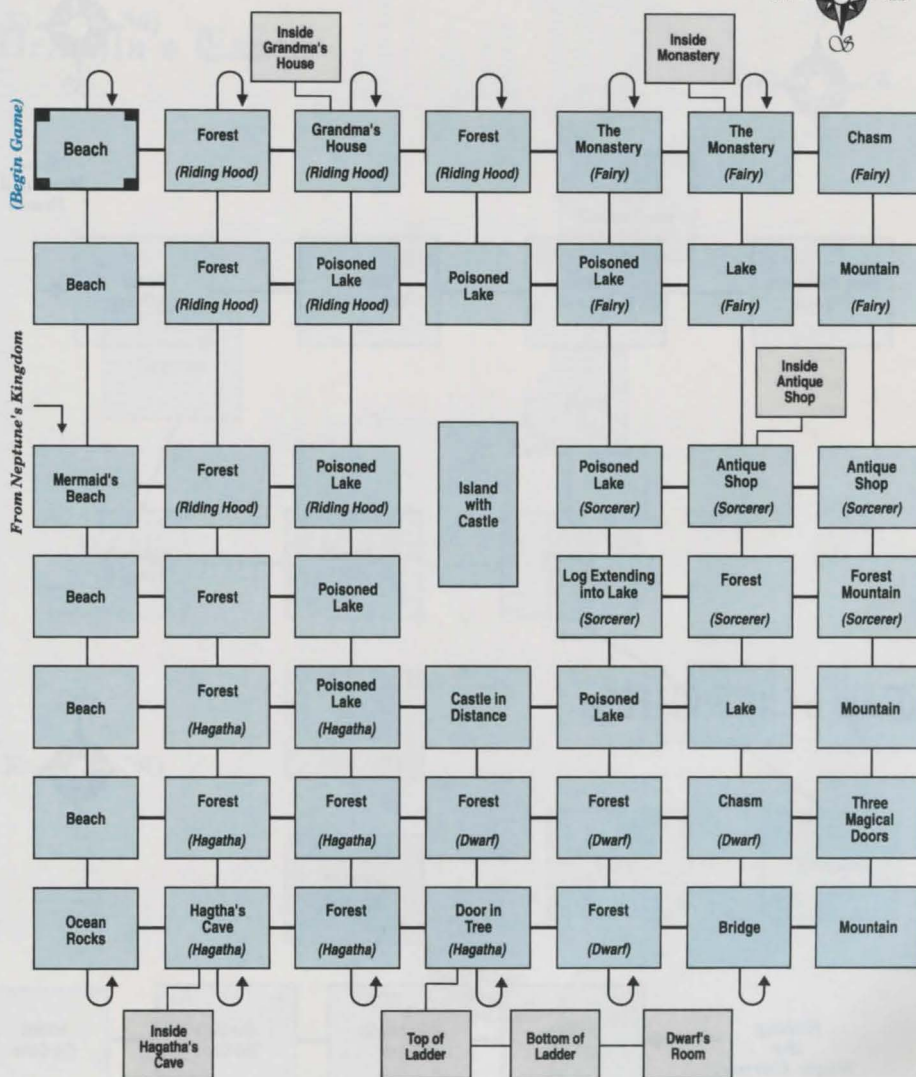 S
Inside
Grandma's
House
Inside
Monastery
(Begin Game)
Beach
Forest
(Riding Hood)
Grandma's
House
(Riding Hood)
Forest
(Riding Hood)
The
Monastery
(Fairy)
The
Monastery
(Fairy)
Chasm
(Fairy)
Beach
Forest
(Riding Hood)
Poisoned
Lake
(Riding Hood)
Poisoned
Lake
Poisoned
Lake
(Fairy)
Lake
(Fairy)
Mountain
(Fairy)
Inside
Antique
Shop
From Neptune's Kingdom
Mermaid's
Beach
Forest
(Riding Hood)
Poisoned
Lake
(Riding Hood)
Island
with
Castle
Poisoned
Lake
(Sorcerer)
Antique
Shop
(Sorcerer)
Antique
Shop
(Sorcerer)
Beach
Forest
Poisoned
Lake
Log Extending
into Lake
(Sorcerer)
Forest
(Sorcerer)
Forest
Mountain
(Sorcerer)
Beach
Forest
(Hagatha)
Poisoned
Lake
(Hagatha)
Castle in
Distance
Poisoned
Lake
Lake
Mountain
Beach
Forest
(Hagatha)
Forest
(Hagatha)
Forest
(Dwarf)
Forest
(Dwarf)
Chasm
(Dwarf)
Three
Magical
Doors
Ocean
Rocks
Hagtha's
Cave
(Hagatha)
Forest
(Hagatha)
Door in
Tree
(Hagatha)
Forest
(Dwarf)
Bridge
Mountain
Inside
Hagatha's
Cave
Top of
Ladder
Bottom of
Ladder
Dwarf's
Room